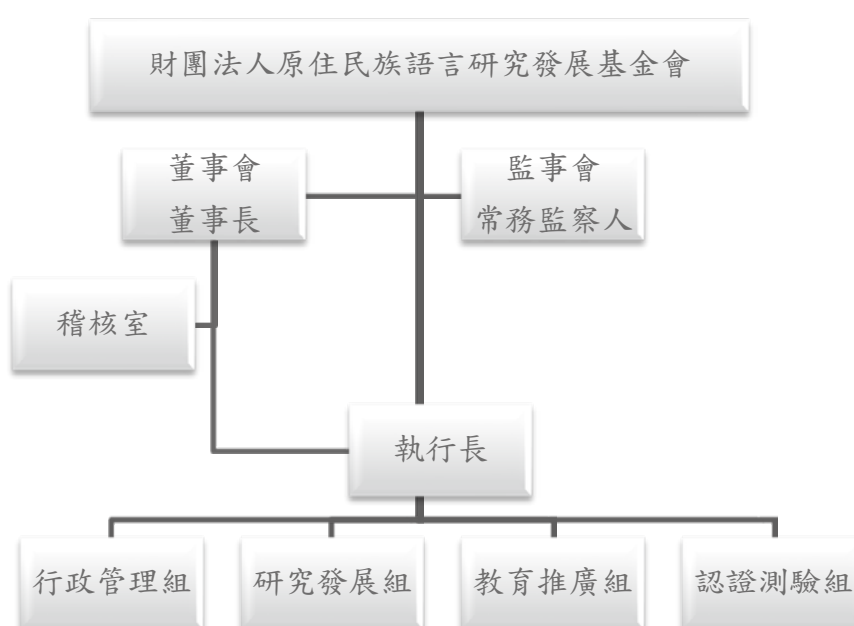 財團法人原住民族語言研究發展基金會
董事會
董事長
監事會
常務監察人
稽核室
執行長
行政管理組
研究發展組
教育推廣組
認證測驗組